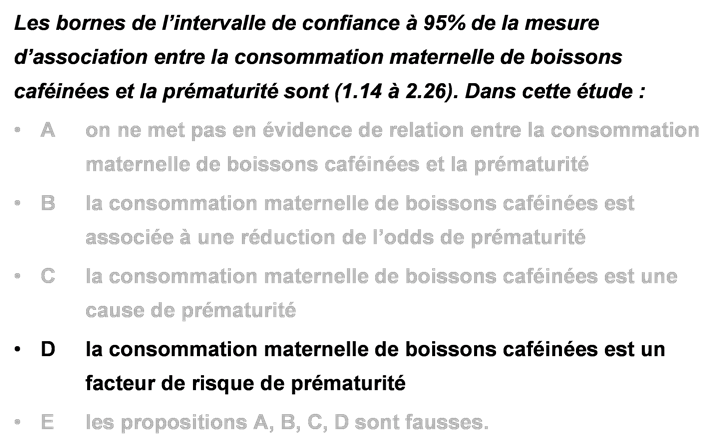 Les bornes de l’intervalle de confiance à 95% de la mesure
d’association entre la consommation maternelle de boissons
caféinées et la prématurité sont (1.14 à 2.26). Dans cette étude :
• A on ne met pas en évidence de relation entre la consommation
maternelle de boissons caféinées et la prématurité
• B la consommation maternelle de boissons caféinées est
associée à une réduction de l’odds de prématurité
• C la consommation maternelle de boissons caféinées est une
cause de prématurité
• D la consommation maternelle de boissons caféinées est un
facteur de risque de prématurité
• E les propositions A, B, C, D sont fausses.